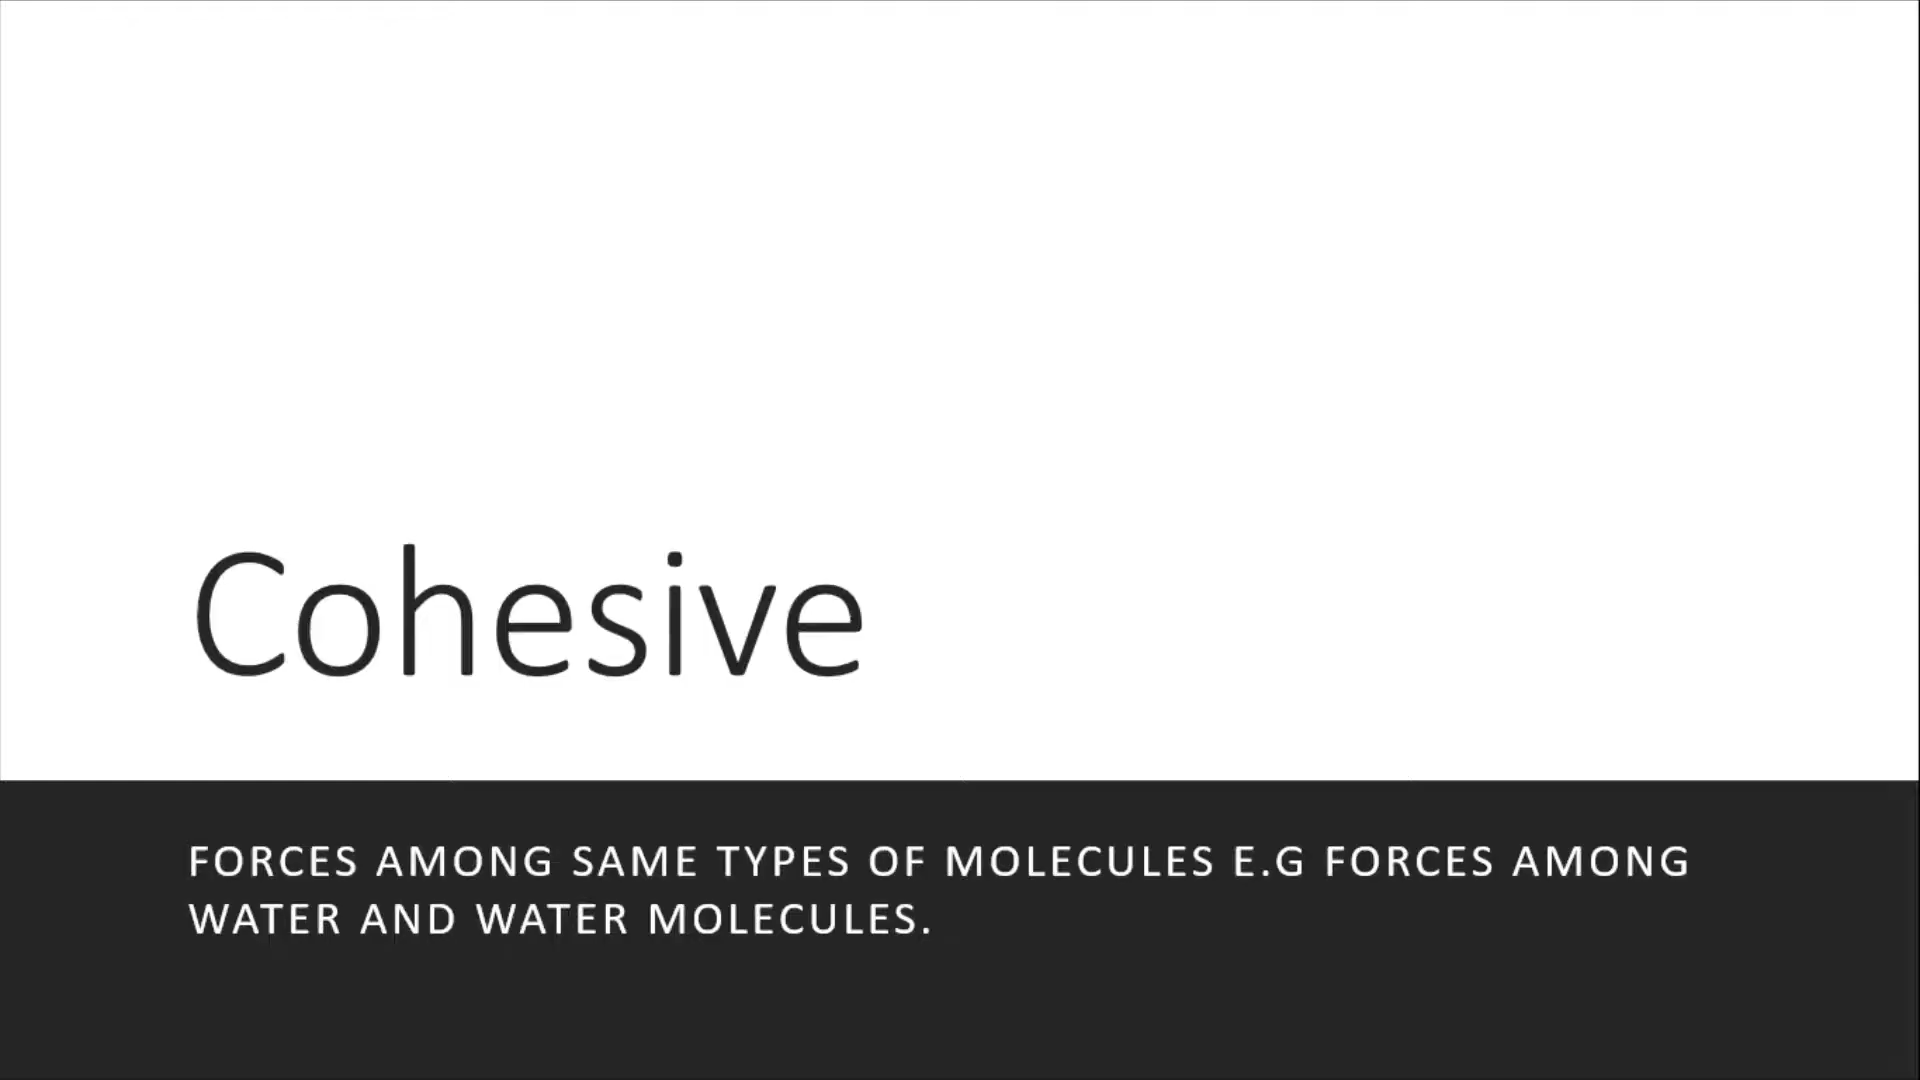 Cohesive
FORCES AMONG SAME TYPES OF MOLECULES E.G FORCES AMONG
WATER AND WATER MOLECULES.